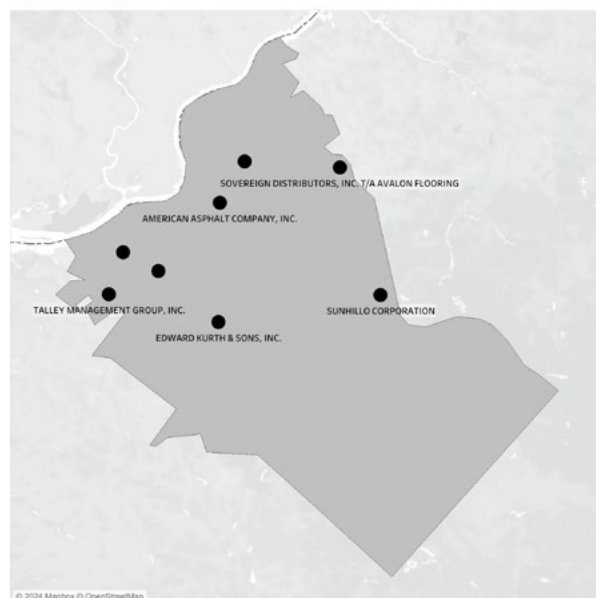 SOVEREIGN DISTRIBUTORS, INC. T/A AVALON FLOORING
AMERICAN ASPHALT COMPANY, INC.
TALLEY MANAGEMENT GROUP, INC.
SUNHILLO CORPORATION
EDWARD KURTH & SONS, INC.
© 2024 Mapbox © OpenStreetMap